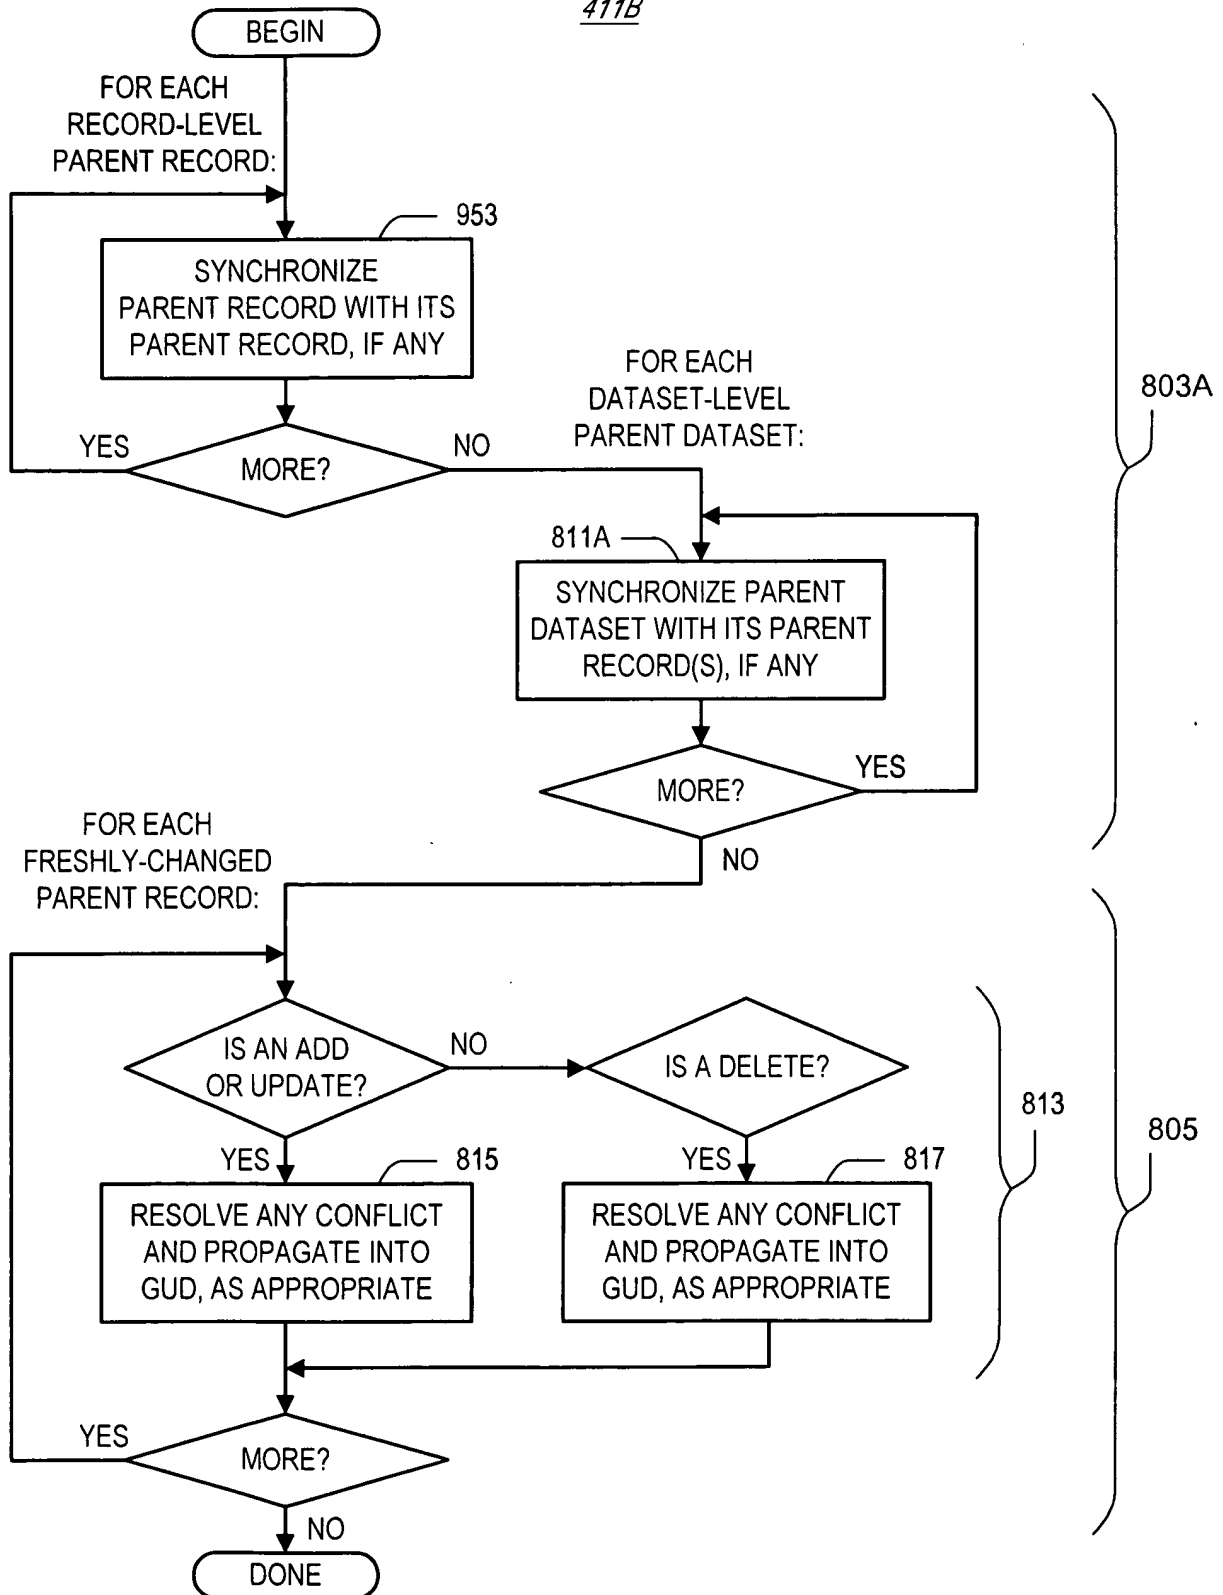 411B
BEGIN
FOR EACH
RECORD-LEVEL
PARENT RECORD:
953
SYNCHRONIZE
PARENT RECORD WITH ITS
PARENT RECORD, IF ANY
FOR EACH
DATASET-LEVEL
PARENT DATASET:
803A
YES
MORE?
NO
811A
SYNCHRONIZE PARENT
DATASET WITH ITS PARENT
RECORD(S), IF ANY
MORE?
YES
NO
FOR EACH
FRESHLY-CHANGED
PARENT RECORD:
IS AN ADD
OR UPDATE?
NO
IS A DELETE?
813
805
YES
815
YES
817
RESOLVE ANY CONFLICT
AND PROPAGATE INTO
GUD, AS APPROPRIATE
RESOLVE ANY CONFLICT
AND PROPAGATE INTO
GUD, AS APPROPRIATE
YES
MORE?
NO
DONE